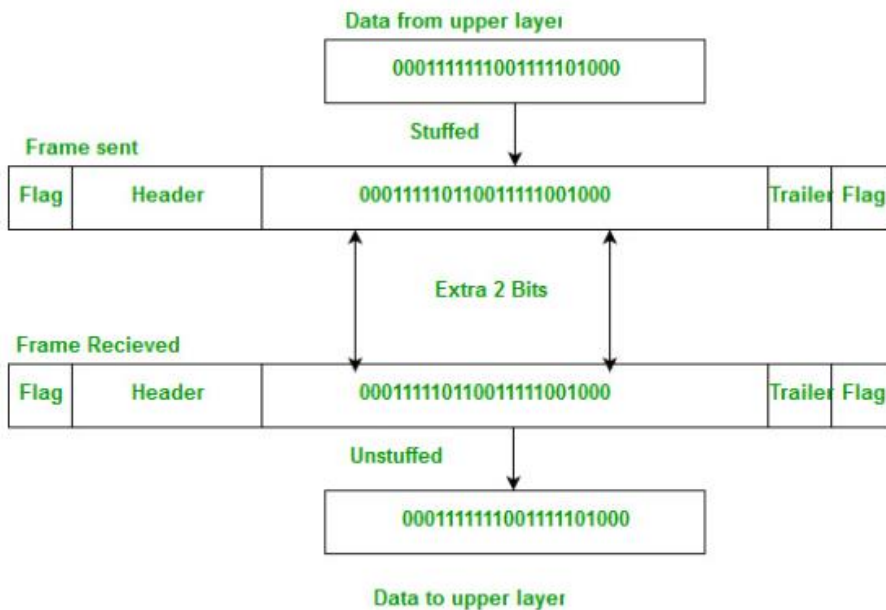 Data from upper layer
0001111111001111101000
Stuffed
Frame sent
Flag Header 000111110110011111001000 Trailer Flag
Extra 2 Bits
Frame Recieved
Flag Header 000111110110011111001000 Trailer Flag
Unstuffed
0001111111001111101000
Data to upper layer